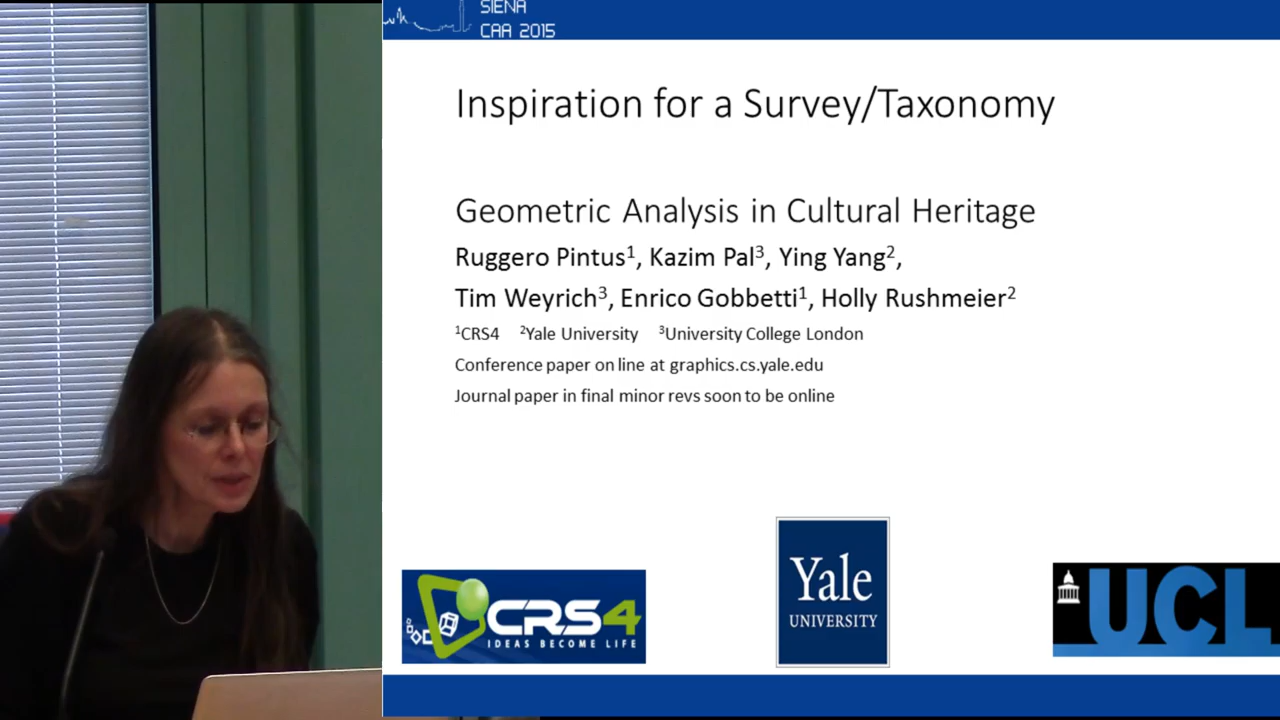 SIENA
CAA 2015
Inspiration for a Survey/Taxonomy
Geometric Analysis in Cultural Heritage
Ruggero Pintus¹, Kazim Pal³, Ying Yang²,
Tim Weyrich³, Enrico Gobbetti¹, Holly Rushmeier²
¹CRS4 ²Yale University ³University College London
Conference paper on line at graphics.cs.yale.edu
Journal paper in final minor revs soon to be online
CRS4
IDEAS BECOME LIFE
Yale
UNIVERSITY
UCL